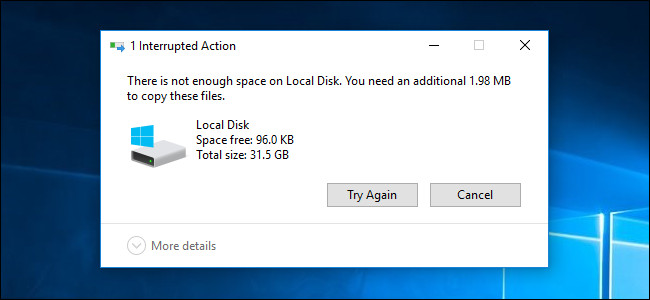 1 Interrupted Action
There is not enough space on Local Disk. You need an additional 1.98 MB
to copy these files.
Local Disk
Space free: 96.0 KB
Total size: 31.5 GB
Try Again
Cancel
More details